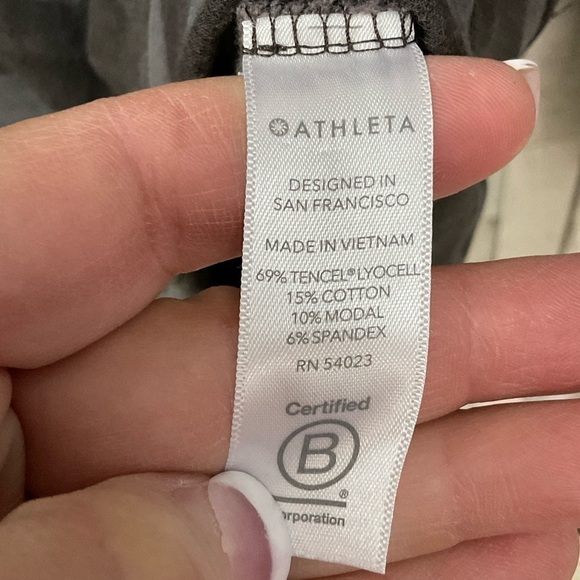 ATHLETA
DESIGNED IN
SAN FRANCISCO
MADE IN VIETNAM
69% TENCEL®LYOCELL
15% COTTON
10% MODAL
6% SPANDEX
RN 54023
Certified
B
®